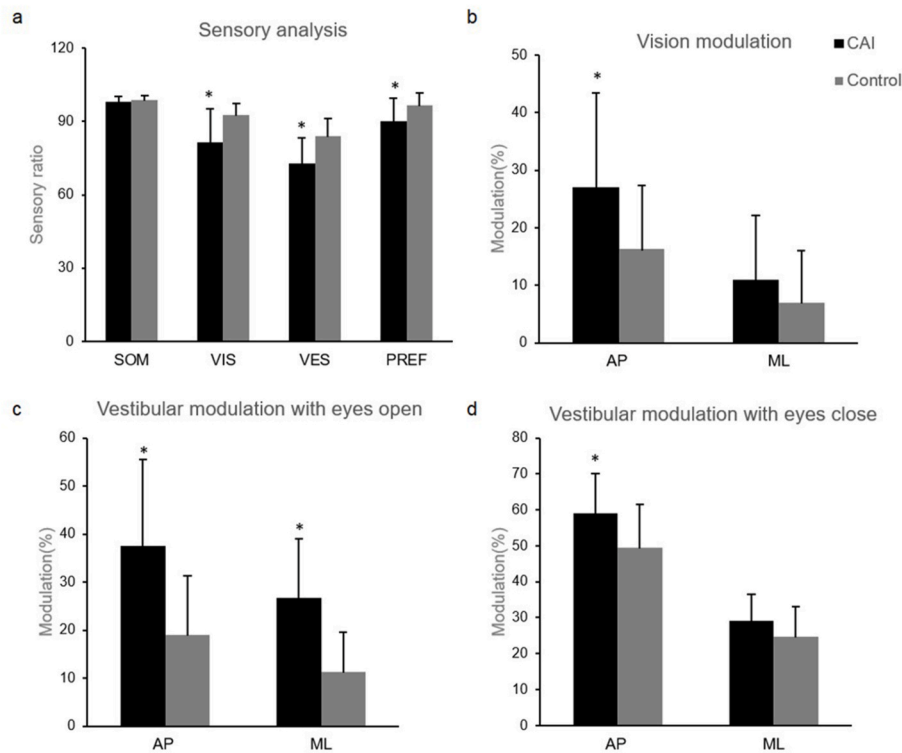 a
Sensory analysis
120
90
60
30
0
Sensory ratio
*
*
*
SOM VIS VES PREF
b
Vision modulation
CAI
Control
50
40
30
20
10
0
Modulation(%)
*
AP ML
c
Vestibular modulation with eyes open
60
50
40
30
20
10
0
Modulation(%)
*
*
AP ML
d
Vestibular modulation with eyes close
80
70
60
50
40
30
20
10
0
Modulation(%)
*
AP ML